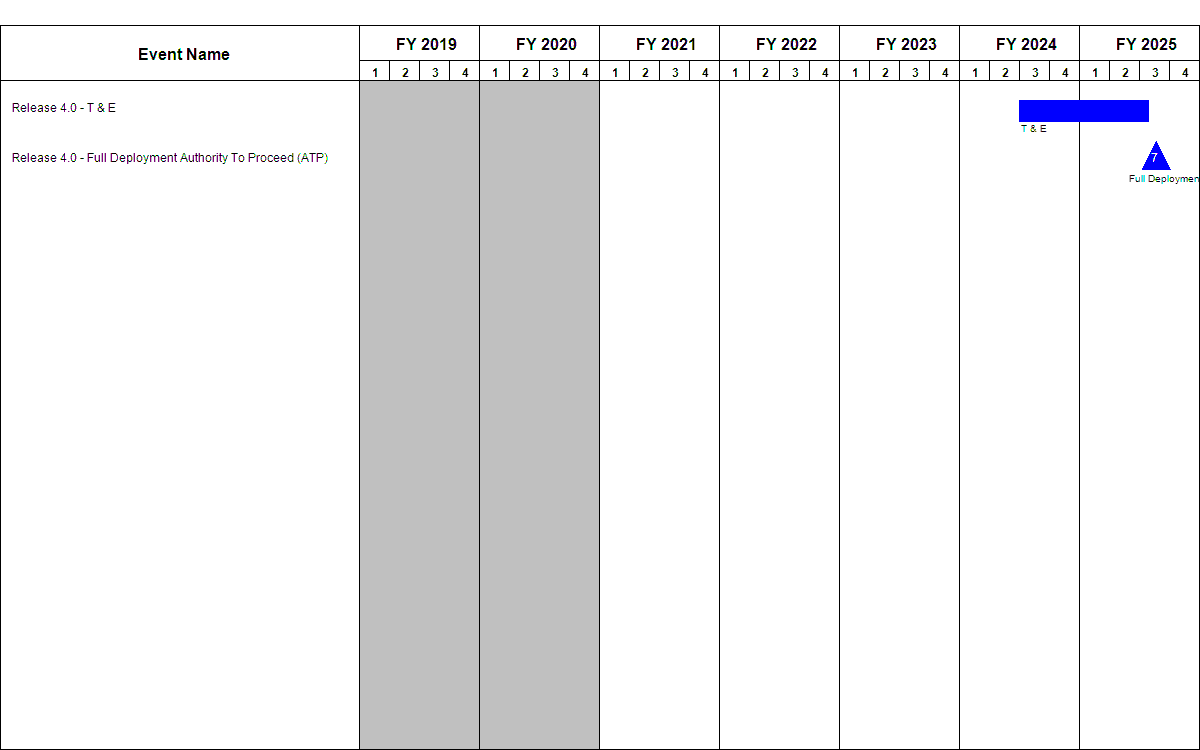 Event Name
FY 2019 FY 2020 FY 2021 FY 2022 FY 2023 FY 2024 FY 2025
1 2 3 4 1 2 3 4 1 2 3 4 1 2 3 4 1 2 3 4 1 2 3 4 1 2 3 4
Release 4.0 - T & E
T & E
Release 4.0 - Full Deployment Authority To Proceed (ATP)
7
Full Deploymen